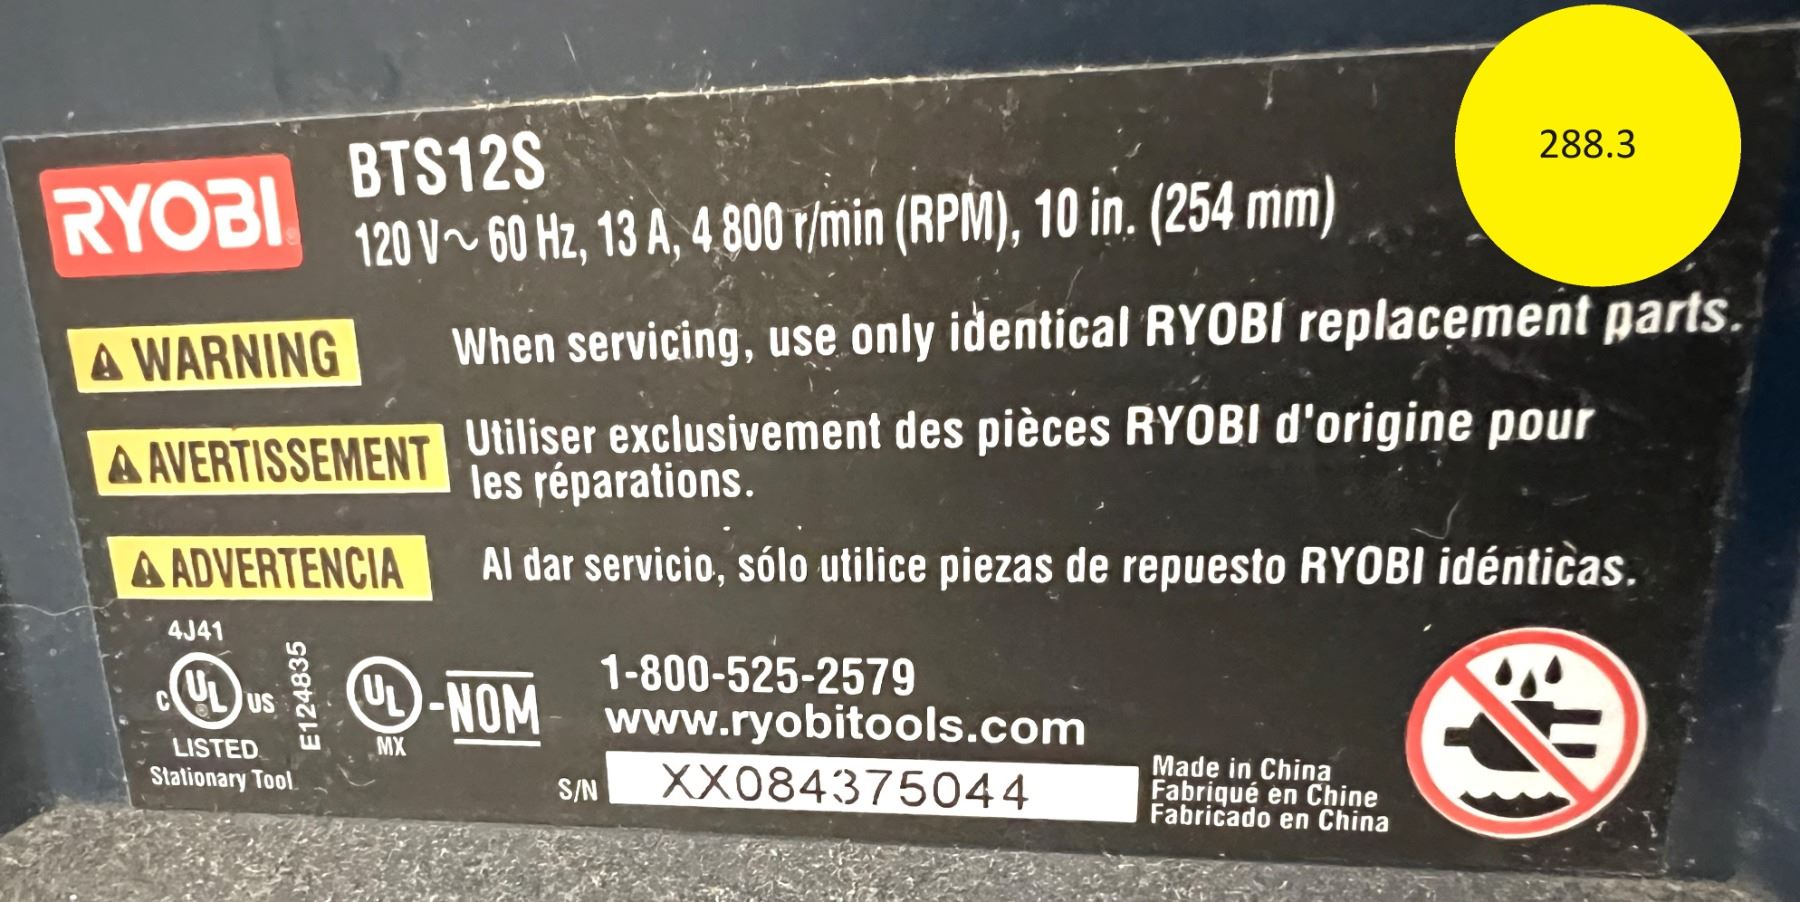 RYOBI
BTS12S
120 V~ 60 Hz, 13 A, 4 800 r/min (RPM), 10 in. (254 mm)
288.3
WARNING
When servicing, use only identical RYOBI replacement parts.
AVERTISSEMENT
Utiliser exclusivement des pièces RYOBI d'origine pour
les réparations.
ADVERTENCIA
Al dar servicio, sólo utilice piezas de repuesto RYOBI idénticas.
4J41
C UL US
LISTED
Stationary Tool
E124835
UL -NOM
MX
1-800-525-2579
www.ryobitools.com
S/N XX084375044
Made in China
Fabriqué en Chine
Fabricado en China